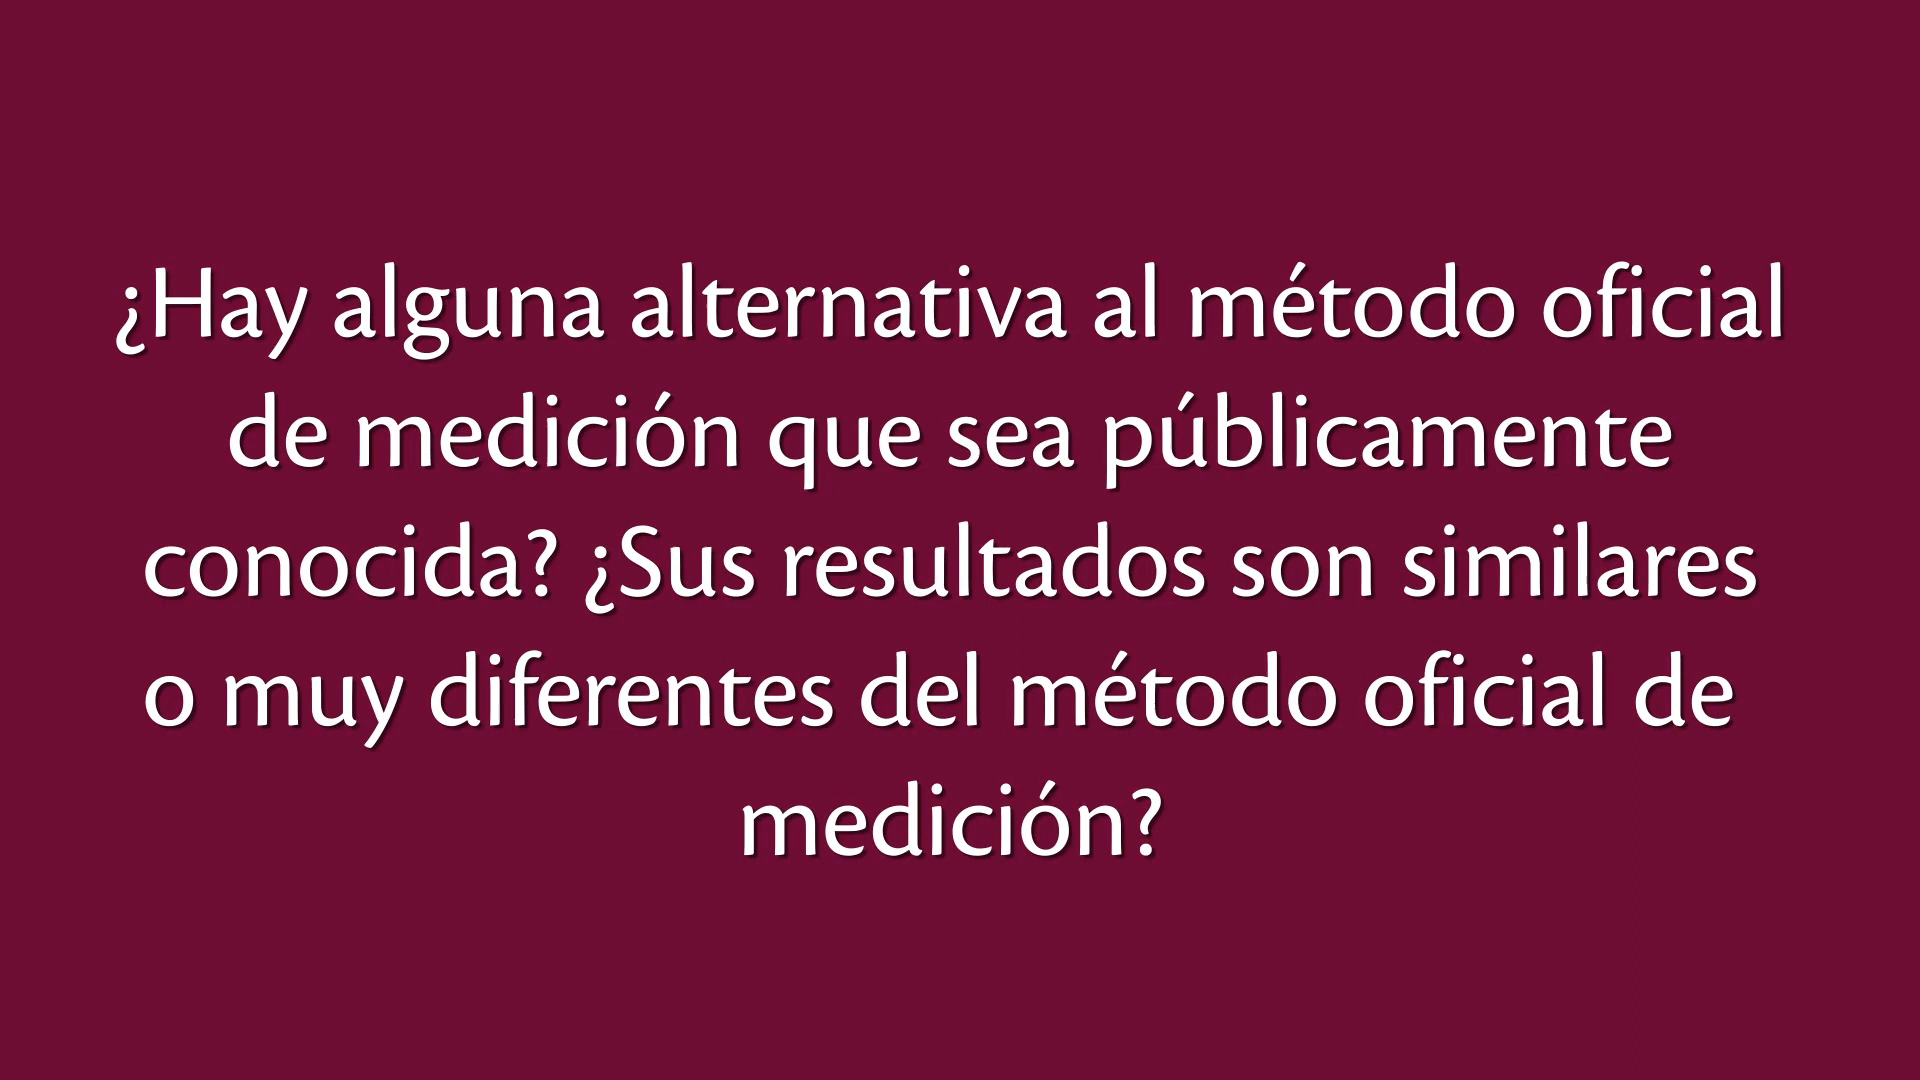 ¿Hay alguna alternativa al método oficial
de medición que sea públicamente
conocida? ¿Sus resultados son similares
o muy diferentes del método oficial de
medición?